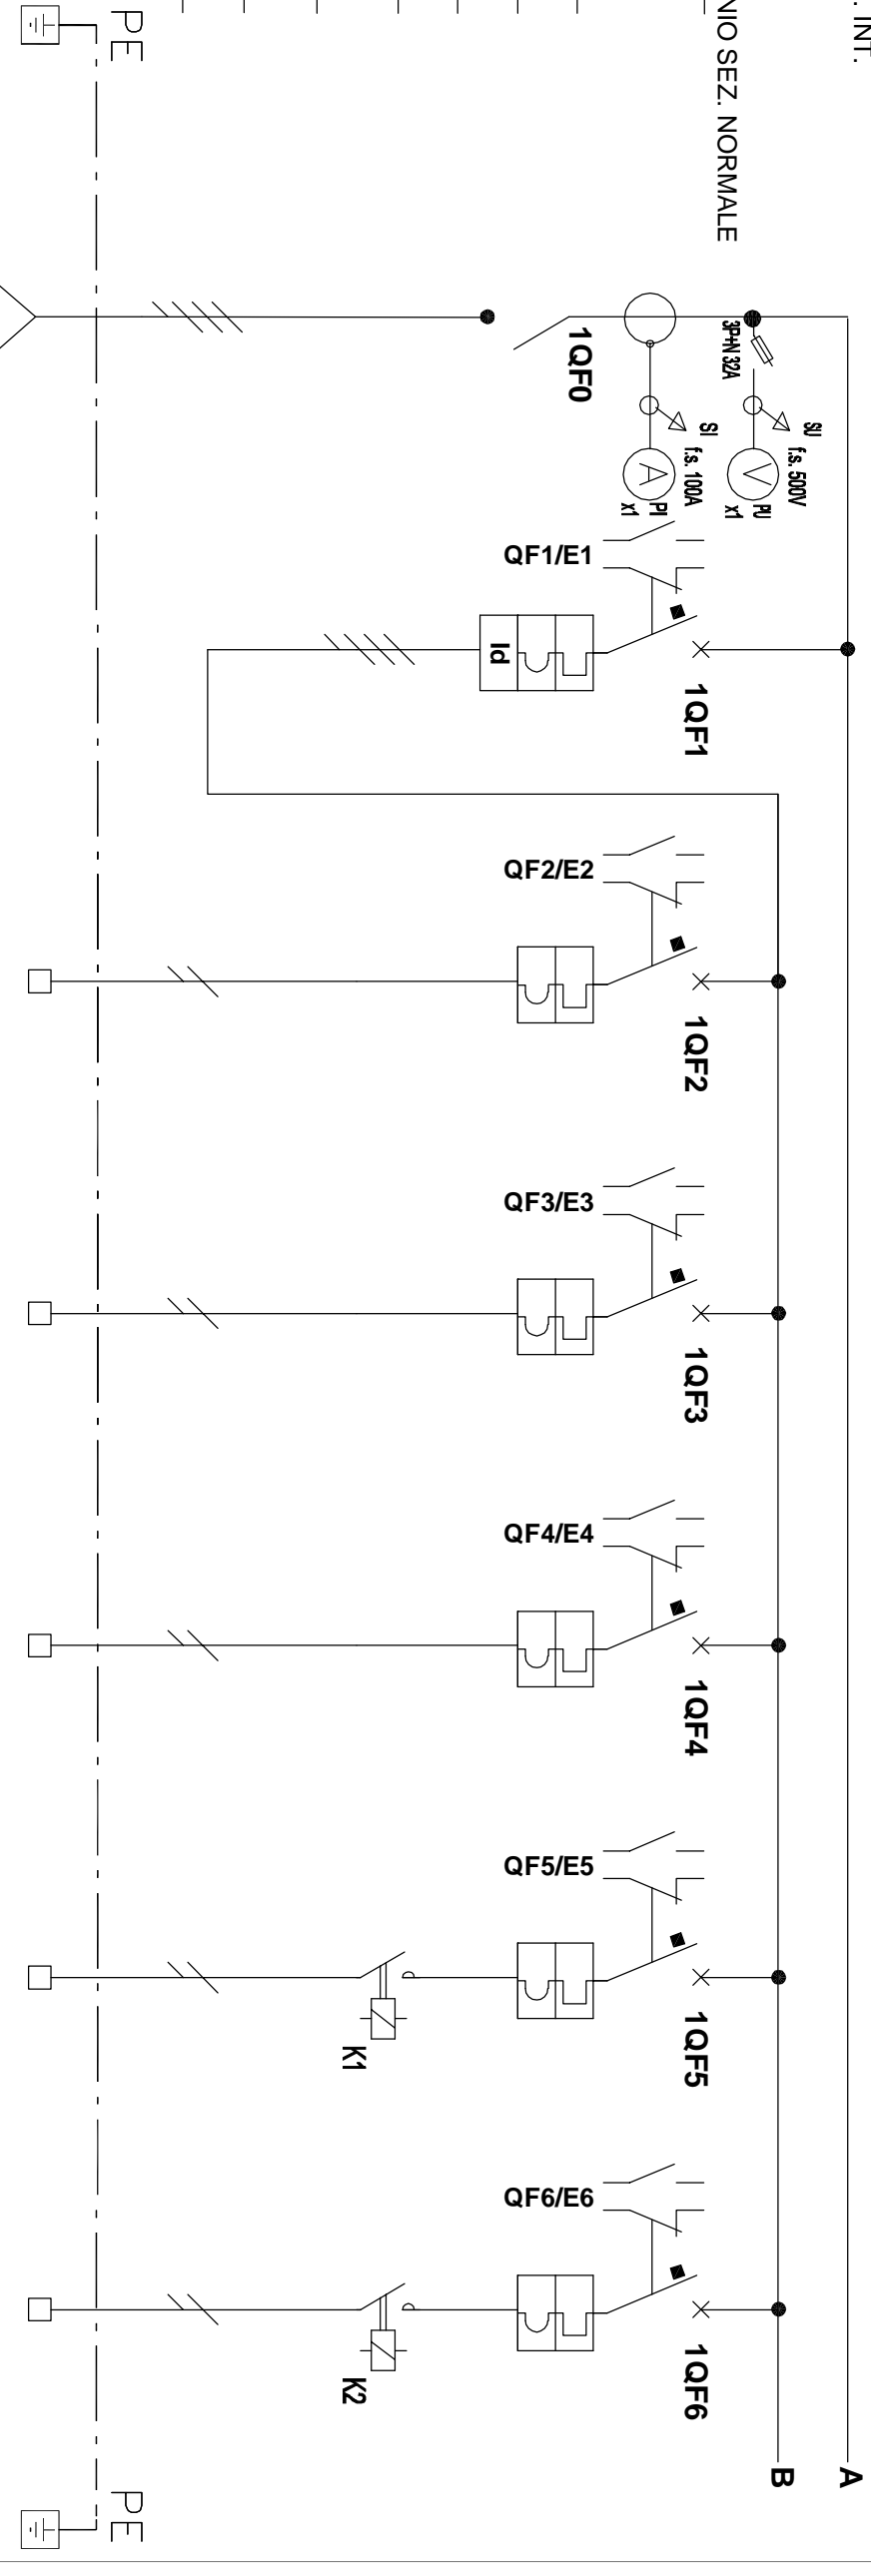 . INT.
NIO SEZ. NORMALE
PE
3P+N 32A
SU
f.s. 500V
V
PU
x1
1QF0
SI
f.s. 100A
A
PI
x1
QF1/E1
1QF1
Id
QF2/E2
1QF2
QF3/E3
1QF3
QF4/E4
1QF4
QF5/E5
1QF5
K1
QF6/E6
1QF6
K2
A
B
PE